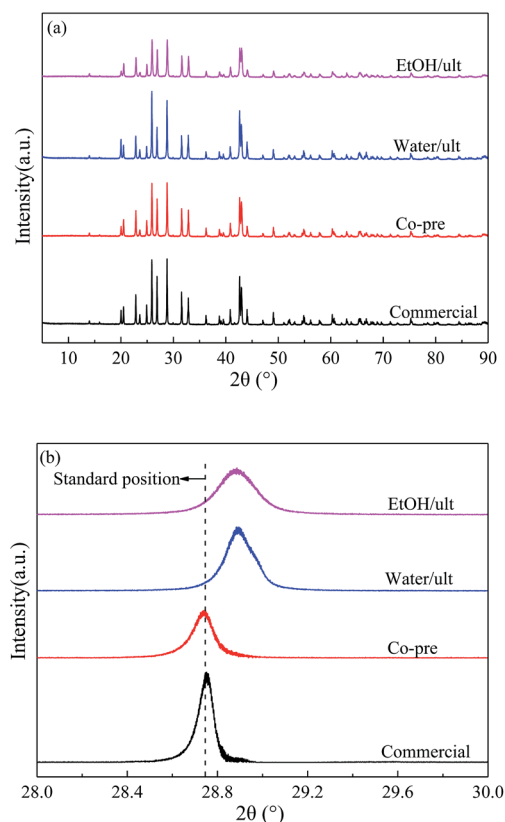 (a)
EtOH/ult
Water/ult
Co-pre
Commercial
Intensity(a.u.)
10 20 30 40 50 60 70 80 90
2θ (°)
(b)
Standard position
EtOH/ult
Water/ult
Co-pre
Commercial
Intensity(a.u.)
28.0 28.4 28.8 29.2 29.6 30.0
2θ (°)